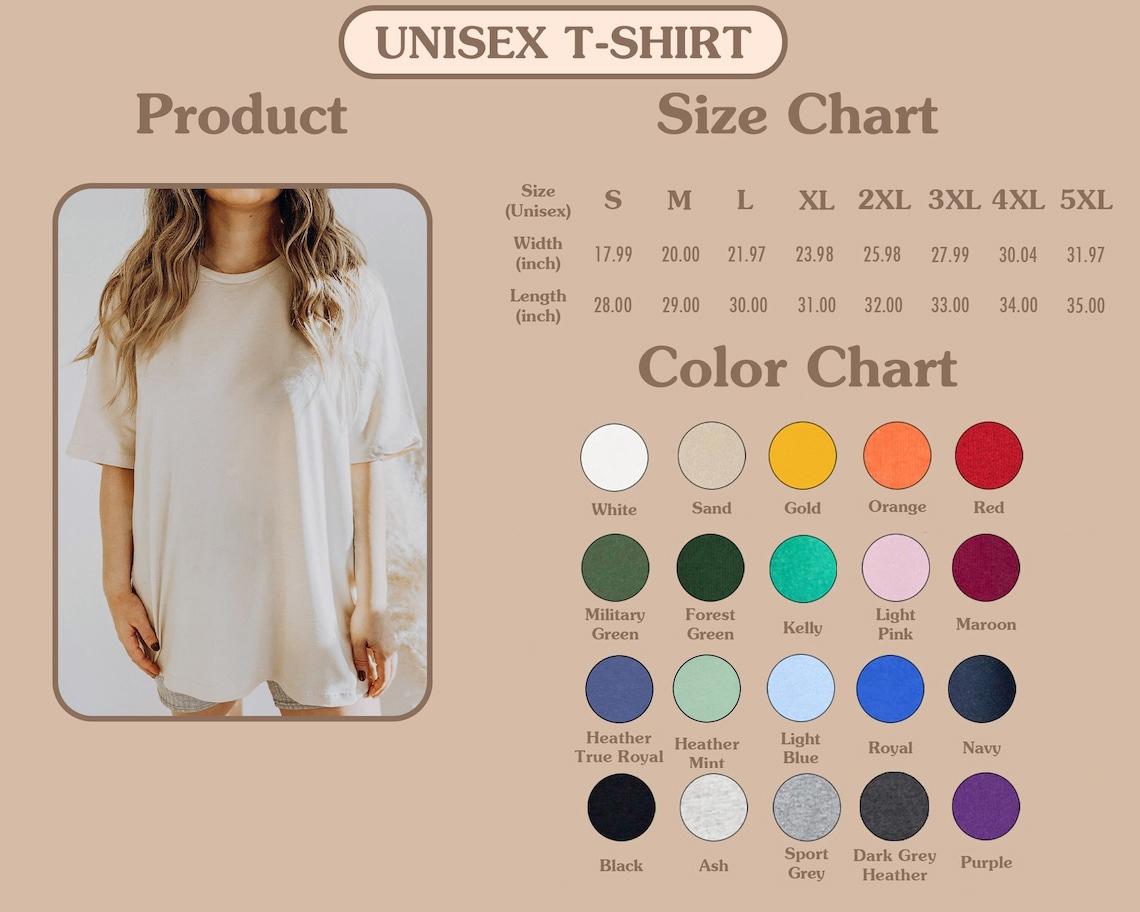 UNISEX T-SHIRT
Product
Size Chart
Size
(Unisex)
S M L XL 2XL 3XL 4XL 5XL
Width
(inch)
17.99 20.00 21.97 23.98 25.98 27.99 30.04 31.97
Length
(inch)
28.00 29.00 30.00 31.00 32.00 33.00 34.00 35.00
Color Chart
White Sand Gold Orange Red
Military
Green
Forest
Green
Kelly
Light
Pink
Maroon
Heather
True Royal
Heather
Mint
Light
Blue
Royal
Navy
Black
Ash
Sport
Grey
Dark Grey
Heather
Purple